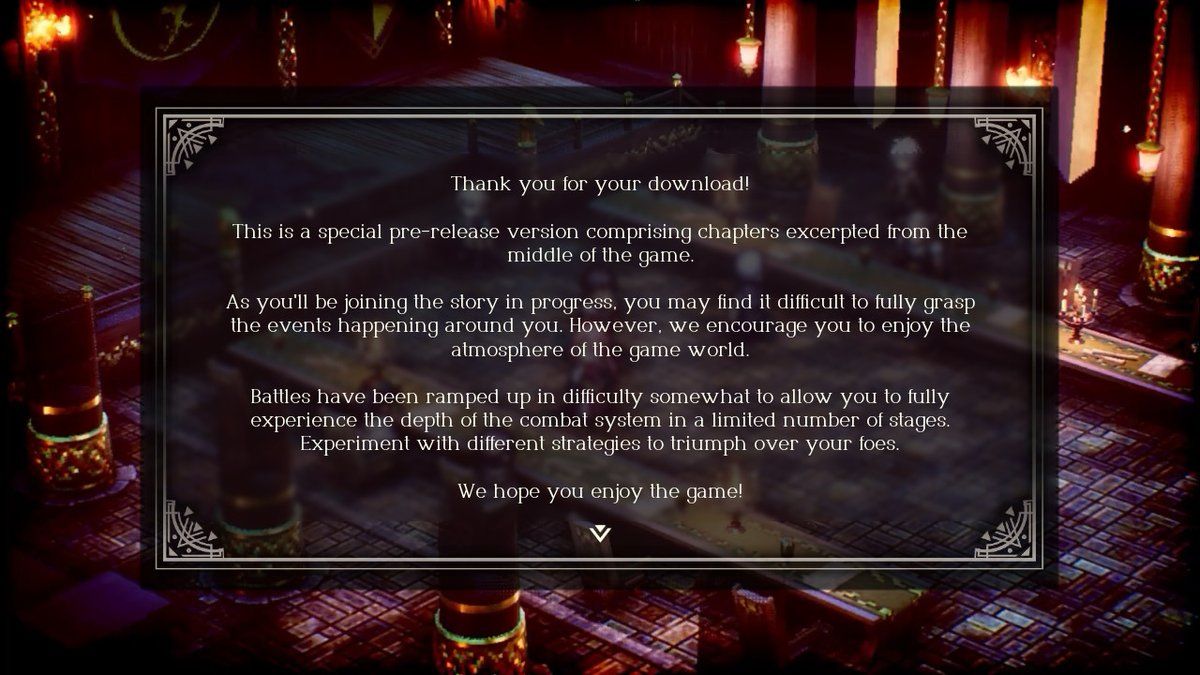 Thank you for your download!
This is a special pre-release version comprising chapters excerpted from the
middle of the game.
As you'll be joining the story in progress, you may find it difficult to fully grasp
the events happening around you. However, we encourage you to enjoy the
atmosphere of the game world.
Battles have been ramped up in difficulty somewhat to allow you to fully
experience the depth of the combat system in a limited number of stages.
Experiment with different strategies to triumph over your foes.
We hope you enjoy the game!